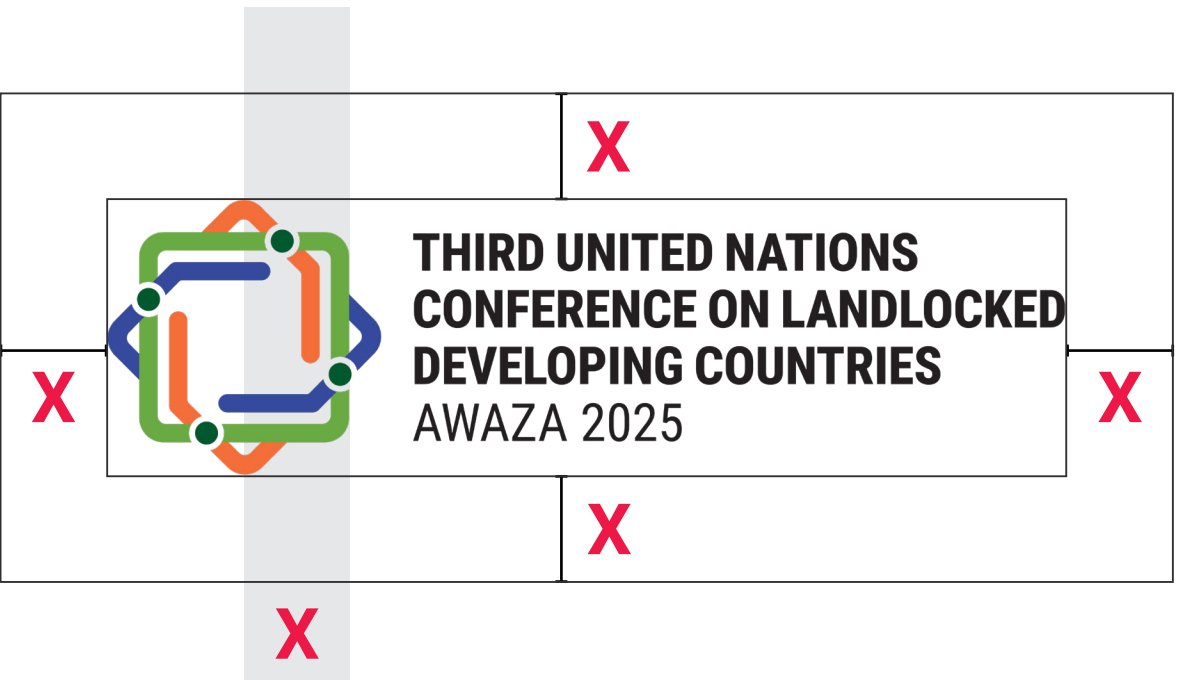 X
THIRD UNITED NATIONS
CONFERENCE ON LANDLOCKED
DEVELOPING COUNTRIES
AWAZA 2025
X
X
X
X